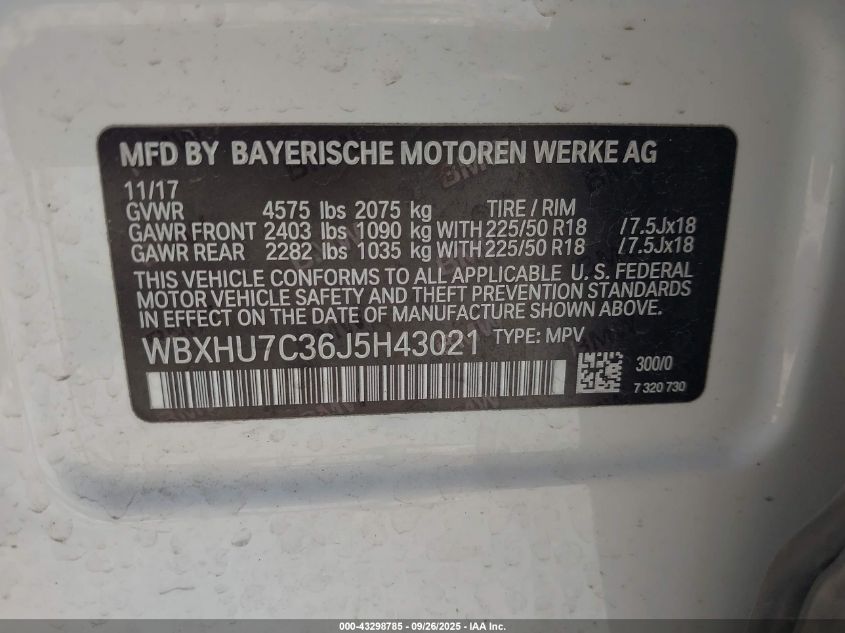 MFD BY BAYERISCHE MOTOREN WERKE AG
11/17
GVWR 4575 lbs 2075 kg TIRE / RIM
GAWR FRONT 2403 lbs 1090 kg WITH 225/50 R18 /7.5Jx18
GAWR REAR 2282 lbs 1035 kg WITH 225/50 R18 /7.5Jx18
THIS VEHICLE CONFORMS TO ALL APPLICABLE U. S. FEDERAL
MOTOR VEHICLE SAFETY AND THEFT PREVENTION STANDARDS
IN EFFECT ON THE DATE OF MANUFACTURE SHOWN ABOVE.
WBXHU7C36J5H43021 TYPE: MPV
300/0
7 320 730
000-43298785 - 09/26/2025 - IAA Inc.